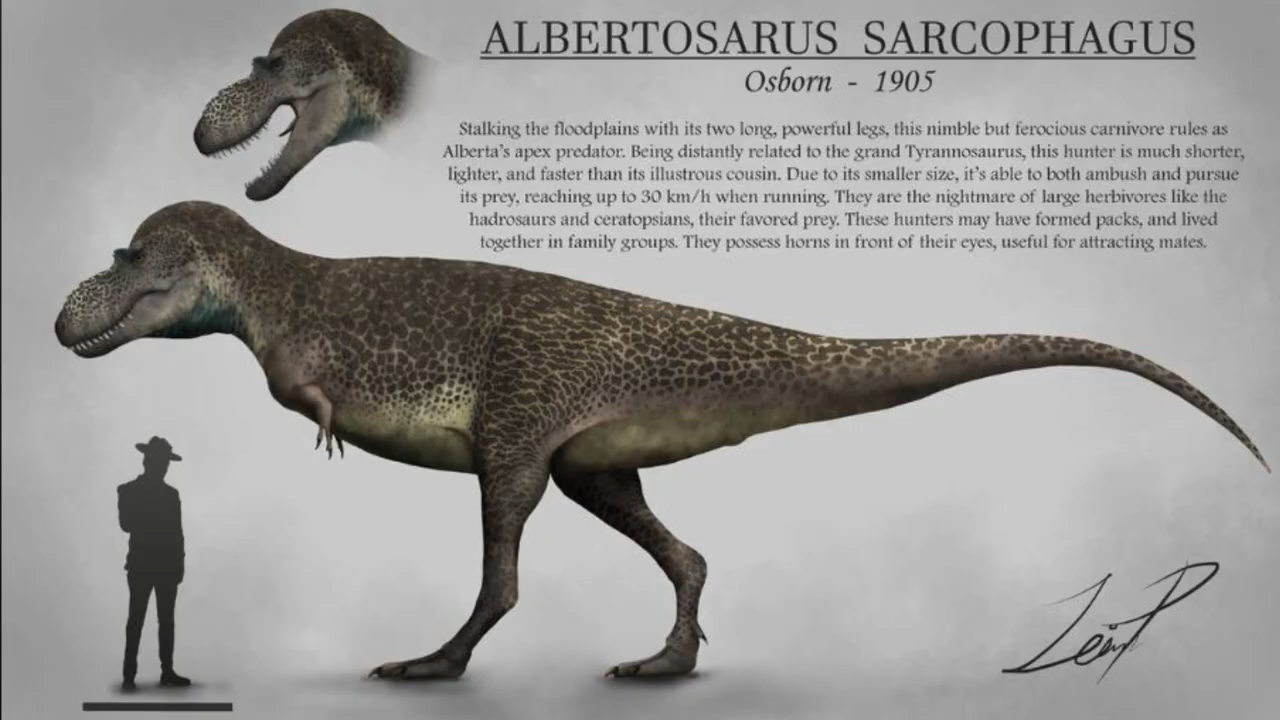 ALBERTOSARUS SARCOPHAGUS
Osborn - 1905
Stalking the floodplains with its two long, powerful legs, this nimble but ferocious carnivore rules as
Alberta's apex predator. Being distantly related to the grand Tyrannosaurus, this hunter is much shorter,
lighter, and faster than its illustrous cousin. Due to its smaller size, it's able to both ambush and pursue
its prey, reaching up to 30 km/h when running. They are the nightmare of large herbivores like the
hadrosaurs and ceratopsians, their favored prey. These hunters may have formed packs, and lived
together in family groups. They possess horns in front of their eyes, useful for attracting mates.